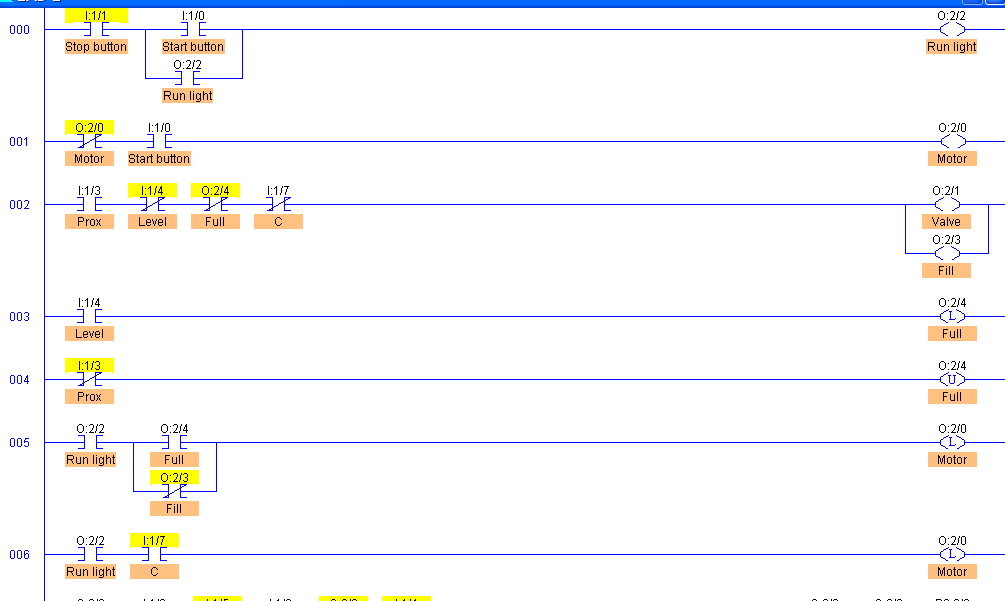 I:1/1 I:1/0 O:2/2
000
Stop button Start button Run light
O:2/2
Run light
O:2/0 I:1/0 O:2/0
001
Motor Start button Motor
I:1/3 I:1/4 O:2/4 I:1/7 O:2/1
002
Prox Level Full C Valve
O:2/3
Fill
I:1/4 O:2/4
003 L
Level Full
I:1/3 O:2/4
004 U
Prox Full
O:2/2 O:2/4 O:2/0
005 L
Run light Full Motor
O:2/3
Fill
O:2/2 I:1/7 O:2/0
006 L
Run light C Motor